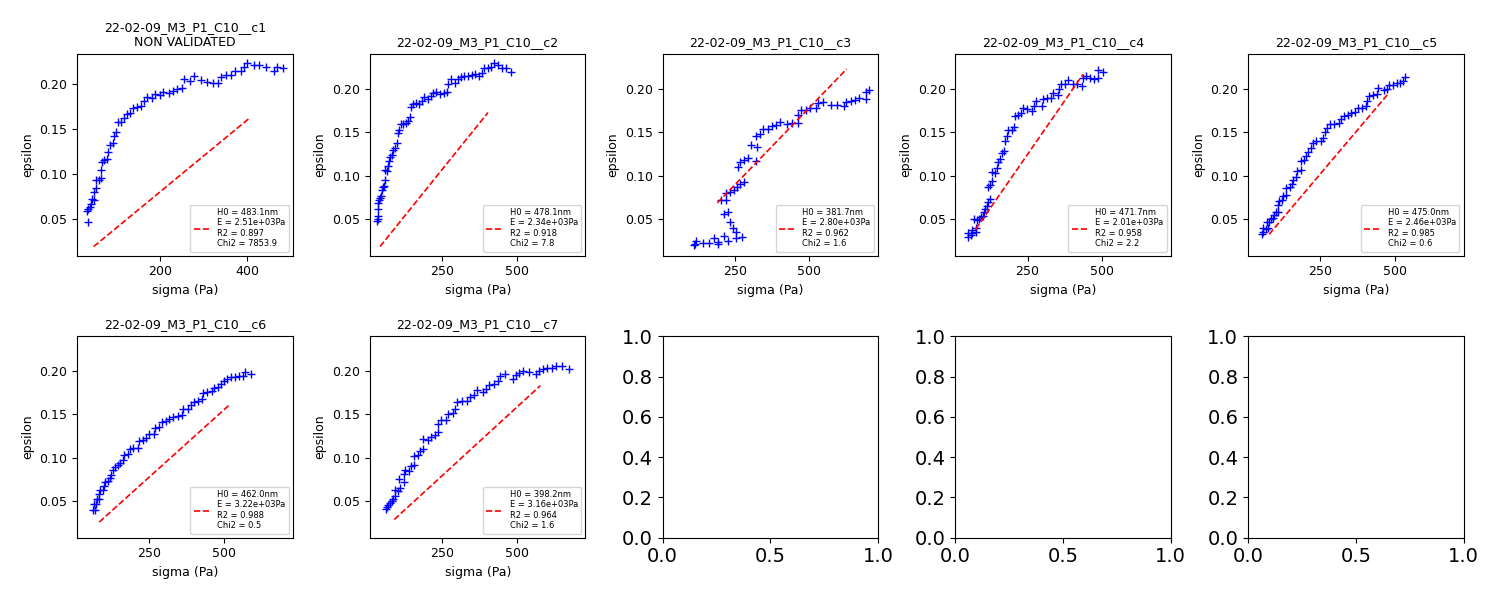 22-02-09_M3_P1_C10__c1
NON VALIDATED
0.20
0.15
0.10
0.05
epsilon
200
400
sigma (Pa)
H0 = 483.1nm
E = 2.51e+03Pa
R2 = 0.897
Chi2 = 7853.9
22-02-09_M3_P1_C10__c2
0.20
0.15
0.10
0.05
epsilon
250
500
sigma (Pa)
H0 = 478.1nm
E = 2.34e+03Pa
R2 = 0.918
Chi2 = 7.8
22-02-09_M3_P1_C10__c3
0.20
0.15
0.10
0.05
epsilon
250
500
sigma (Pa)
H0 = 381.7nm
E = 2.80e+03Pa
R2 = 0.962
Chi2 = 1.6
22-02-09_M3_P1_C10__c4
0.20
0.15
0.10
0.05
epsilon
250
500
sigma (Pa)
H0 = 471.7nm
E = 2.01e+03Pa
R2 = 0.958
Chi2 = 2.2
22-02-09_M3_P1_C10__c5
0.20
0.15
0.10
0.05
epsilon
250
500
sigma (Pa)
H0 = 475.0nm
E = 2.46e+03Pa
R2 = 0.985
Chi2 = 0.6
22-02-09_M3_P1_C10__c6
0.20
0.15
0.10
0.05
epsilon
250
500
sigma (Pa)
H0 = 462.0nm
E = 3.22e+03Pa
R2 = 0.988
Chi2 = 0.5
22-02-09_M3_P1_C10__c7
0.20
0.15
0.10
0.05
epsilon
250
500
sigma (Pa)
H0 = 398.2nm
E = 3.16e+03Pa
R2 = 0.964
Chi2 = 1.6
1.0
0.8
0.6
0.4
0.2
0.0
0.0
0.5
1.0
1.0
0.8
0.6
0.4
0.2
0.0
0.0
0.5
1.0
1.0
0.8
0.6
0.4
0.2
0.0
0.0
0.5
1.0